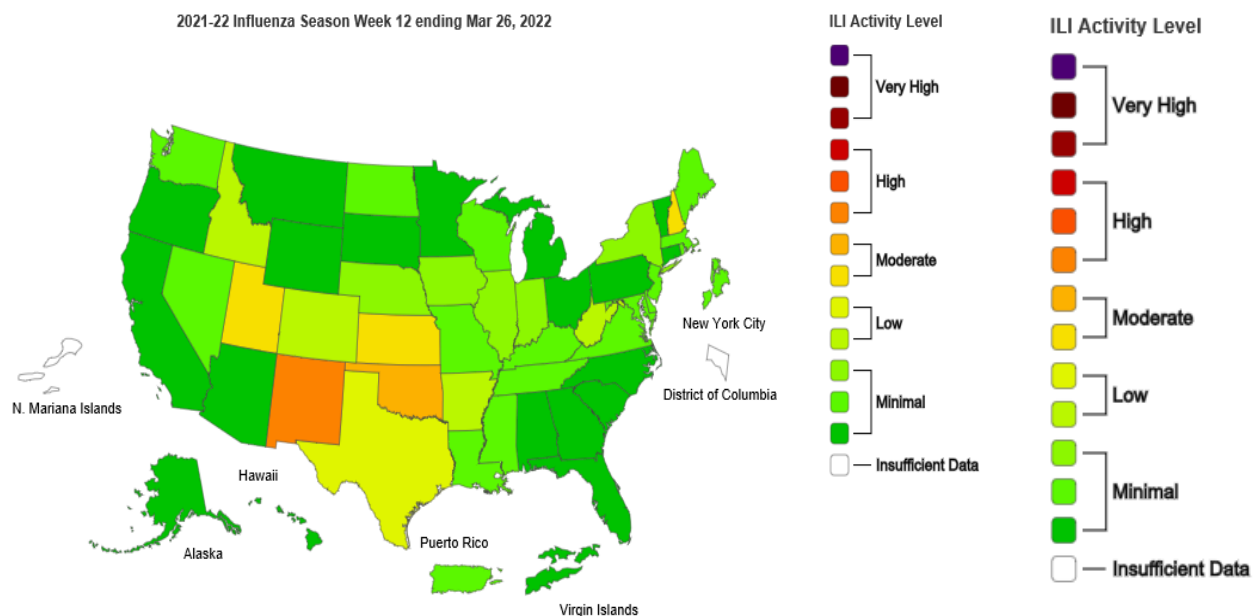 2021-22 Influenza Season Week 12 ending Mar 26, 2022
ILI Activity Level
Very High
High
Moderate
Low
Minimal
Insufficient Data
ILI Activity Level
Very High
High
Moderate
Low
Minimal
Insufficient Data
New York City
District of Columbia
N. Mariana Islands
Hawaii
Alaska
Puerto Rico
Virgin Islands